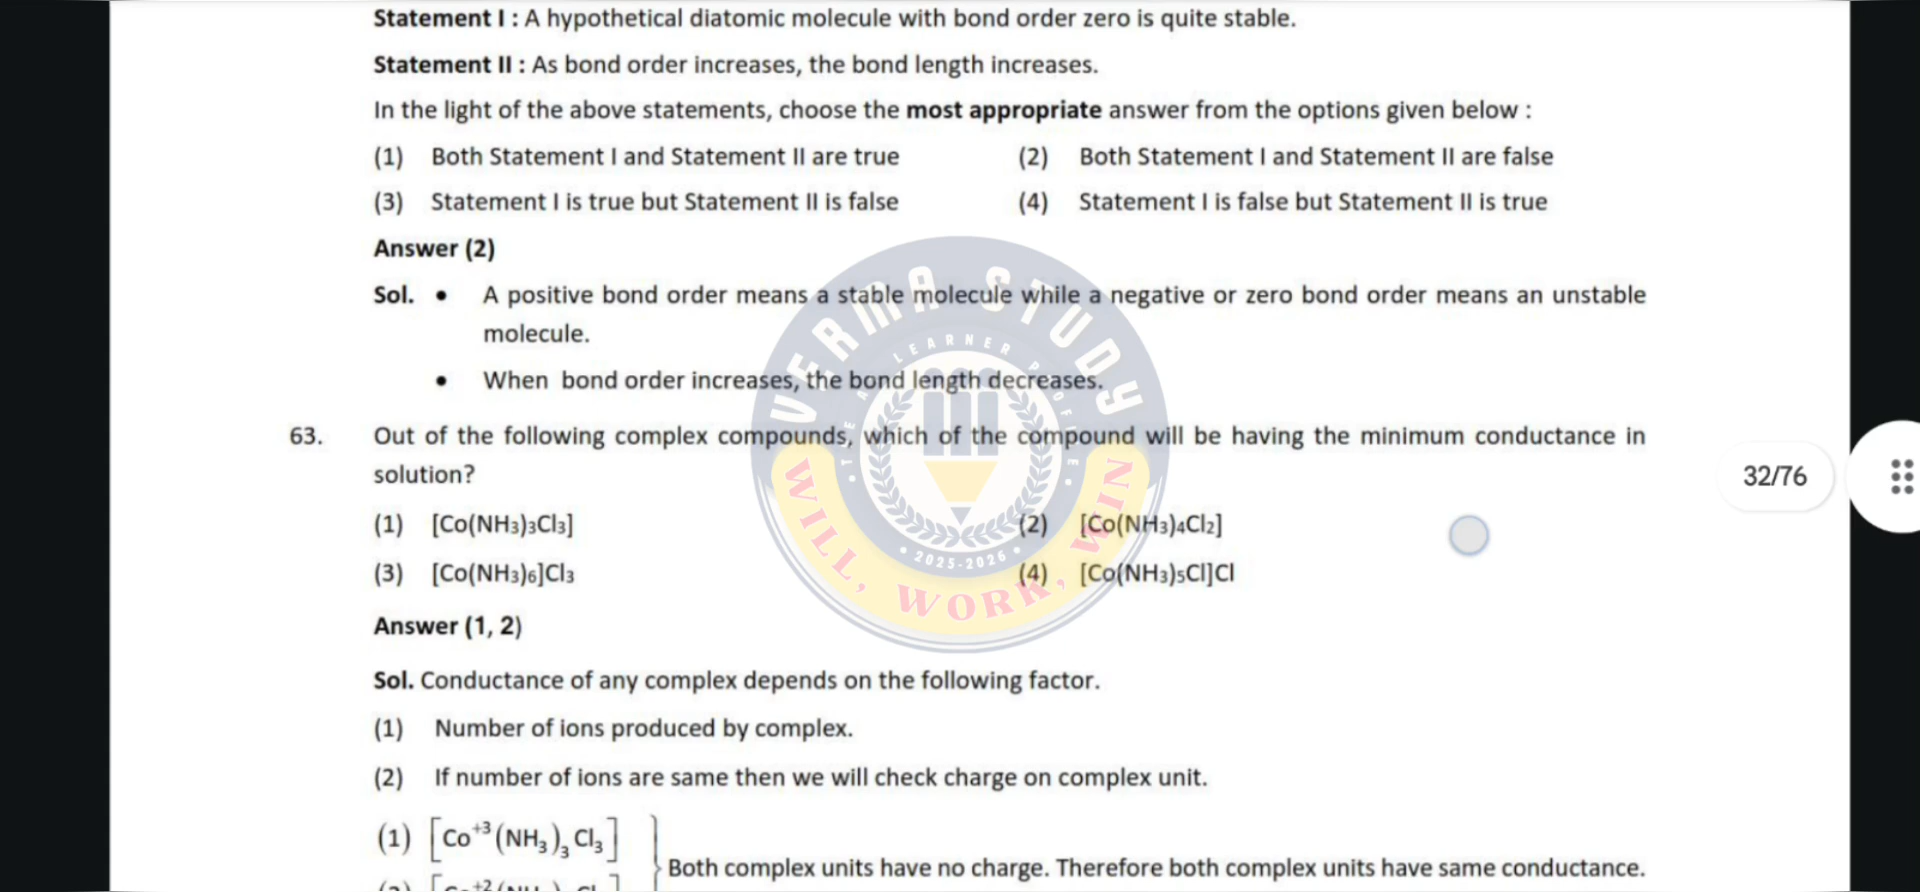 Statement I : A hypothetical diatomic molecule with bond order zero is quite stable.
Statement II : As bond order increases, the bond length increases.
In the light of the above statements, choose the most appropriate answer from the options given below :
(1) Both Statement I and Statement II are true
(2) Both Statement I and Statement II are false
(3) Statement I is true but Statement II is false
(4) Statement I is false but Statement II is true
Answer (2)
Sol. • A positive bond order means a stable molecule while a negative or zero bond order means an unstable
molecule.
• When bond order increases, the bond length decreases.
63. Out of the following complex compounds, which of the compound will be having the minimum conductance in
solution?
(1) [Co(NH₃)₃Cl₃]
(2) [Co(NH₃)₄Cl₂]
(3) [Co(NH₃)₆]Cl₃
(4) [Co(NH₃)₅Cl]Cl
Answer (1, 2)
Sol. Conductance of any complex depends on the following factor.
(1) Number of ions produced by complex.
(2) If number of ions are same then we will check charge on complex unit.
(1) [Co⁺³(NH₃)₃Cl₃]
Both complex units have no charge. Therefore both complex units have same conductance.
32/76
VERMA STUDY
2025-2026
WILL, WORK, WIN